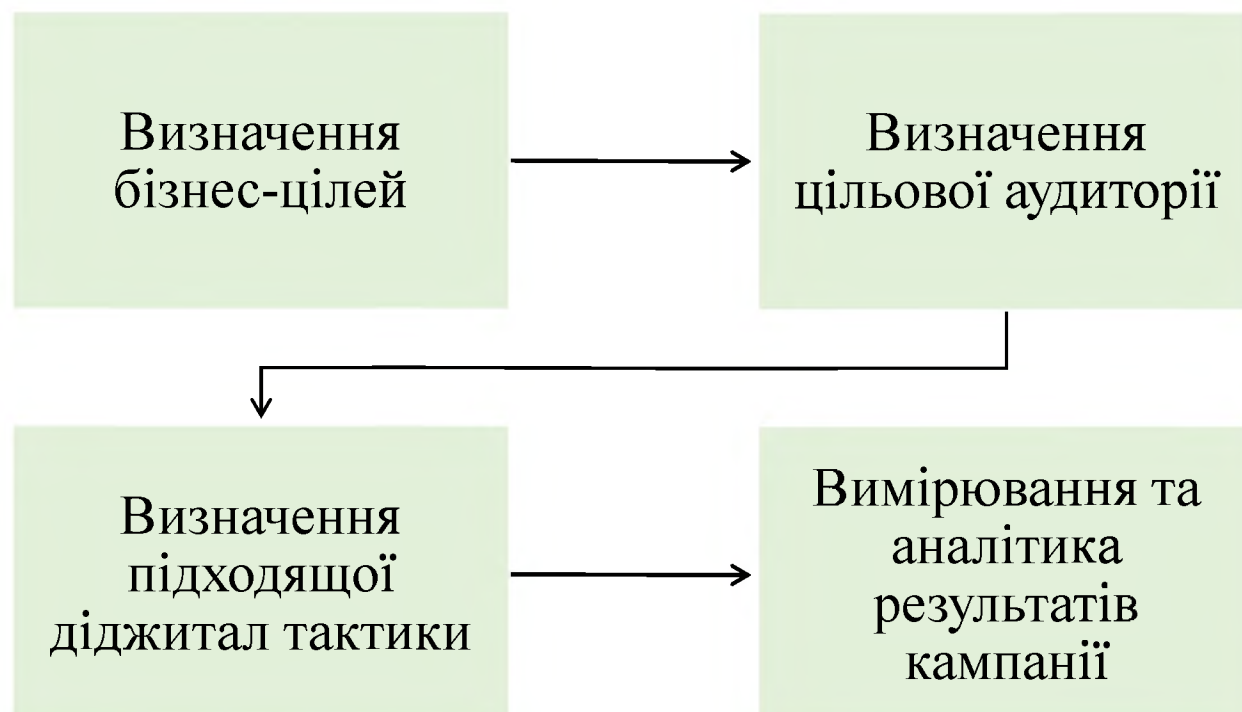 Визначення
бізнес-цілей
Визначення
цільової аудиторії
Визначення
підходящої
діджитал тактики
Вимірювання та
аналітика
результатів
кампанії